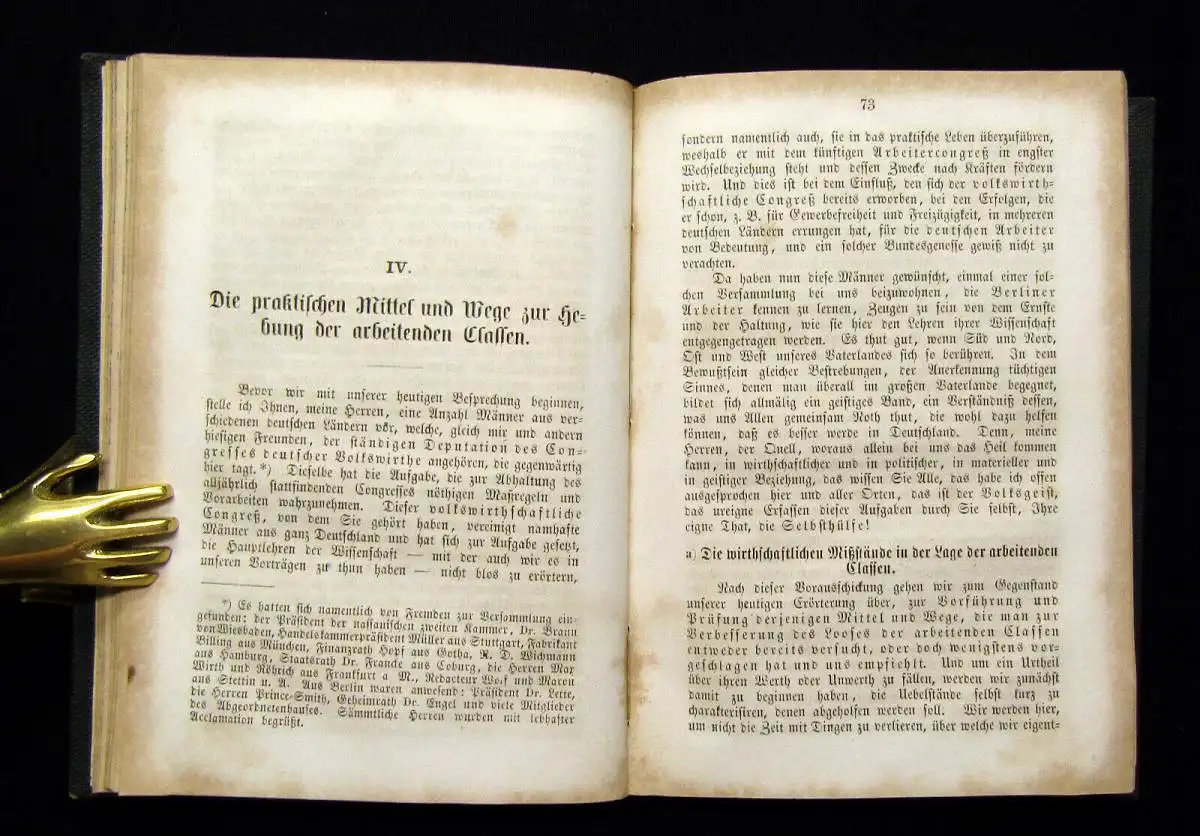 IV.
Die praktischen Mittel und Wege zur He-
bung der arbeitenden Classen.
Bevor wir mit unserer heutigen Besprechung beginnen,
stelle ich Ihnen, meine Herren, eine Anzahl Männer aus ver-
schiedenen deutschen Ländern vor, welche, gleich mir und andern
hiesigen Freunden, der ständigen Deputation des Con-
gresses deutscher Volkswirthe angehören, die gegenwärtig
hier tagt.*) Dieselbe hat die Aufgabe, die zur Abhaltung des
alljährlich stattfindenden Congresses nöthigen Maßregeln und
Vorarbeiten wahrzunehmen. Dieser volkswirthschaftliche
Congreß, von dem Sie gehört haben, vereinigt namhafte
Männer aus ganz Deutschland und hat sich zur Aufgabe gesetzt,
die Hauptlehren der Wissenschaft — mit der auch wir es in
unseren Vorträgen zu thun haben — nicht blos zu erörtern,
*) Es hatten sich namentlich von Fremden zur Versammlung ein-
gefunden: der Präsident der nassauischen zweiten Kammer, Dr. Braun
von Wiesbaden, Handelskammerpräsident Müller aus Stuttgart, Fabrikant
Billing aus München, Finanzrath Hopf aus Gotha, R. D. Wichmann
aus Hamburg, Staatsrath Dr. Francke aus Coburg, die Herren Max
Wirth und Röhrich aus Frankfurt a M., Redacteur Wolf und Maron
aus Stettin u. A. Aus Berlin waren anwesend: Präsident Dr. Lette,
die Herren Prince-Smith, Geheimrath Dr. Engel und viele Mitglieder
des Abgeordnetenhauses. Sämmtliche Herren wurden mit lebhafter
Acclamation begrüßt.
73
sondern namentlich auch, sie in das praktische Leben überzuführen,
weshalb er mit dem künftigen Arbeitercongreß in engster
Wechselbeziehung steht und dessen Zwecke nach Kräften fördern
wird. Und dies ist bei dem Einfluß, den sich der volkswirth-
schaftliche Congreß bereits erworben, bei den Erfolgen, die
er schon, z. B. für Gewerbefreiheit und Freizügigkeit, in mehreren
deutschen Ländern errungen hat, für die deutschen Arbeiter
von Bedeutung, und ein solcher Bundesgenosse gewiß nicht zu
verachten.
Da haben nun diese Männer gewünscht, einmal einer sol-
chen Versammlung bei uns beizuwohnen, die Berliner
Arbeiter kennen zu lernen, Zeugen zu sein von dem Ernste
und der Haltung, wie sie hier den Lehren ihrer Wissenschaft
entgegengetragen werden. Es thut gut, wenn Süd und Nord,
Ost und West unseres Vaterlandes sich so berühren. In dem
Bewußtsein gleicher Bestrebungen, der Anerkennung tüchtigen
Sinnes, denen man überall im großen Vaterlande begegnet,
bildet sich allmälig ein geistiges Band, ein Verständniß dessen,
was uns Allen gemeinsam Noth thut, die wohl dazu helfen
können, daß es besser werde in Deutschland. Denn, meine
Herren, der Quell, woraus allein bei uns das Heil kommen
kann, in wirthschaftlicher und in politischer, in materieller und
in geistiger Beziehung, das wissen Sie Alle, das habe ich offen
ausgesprochen hier und aller Orten, das ist der Volksgeist,
das ureigne Erfassen dieser Aufgaben durch Sie selbst, Ihre
eigne That, die Selbsthülfe!
a) Die wirthschaftlichen Mißstände in der Lage der arbeitenden
Classen.
Nach dieser Vorausschickung gehen wir zum Gegenstand
unserer heutigen Erörterung über, zur Vorführung und
Prüfung derjenigen Mittel und Wege, die man zur
Verbesserung des Looses der arbeitenden Classen
entweder bereits versucht, oder doch wenigstens vor-
geschlagen hat und uns empfiehlt. Und um ein Urtheil
über ihren Werth oder Unwerth zu fällen, werden wir zunächst
damit zu beginnen haben, die Uebelstände selbst kurz zu
charakterisiren, denen abgeholfen werden soll. Wir werden hier,
um nicht die Zeit mit Dingen zu verlieren, über welche wir eigent-